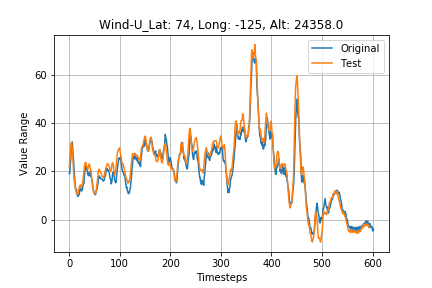 Wind-U_Lat: 74, Long: -125, Alt: 24358.0
Original
Test
Value Range
60
40
20
0
0 100 200 300 400 500 600
Timesteps